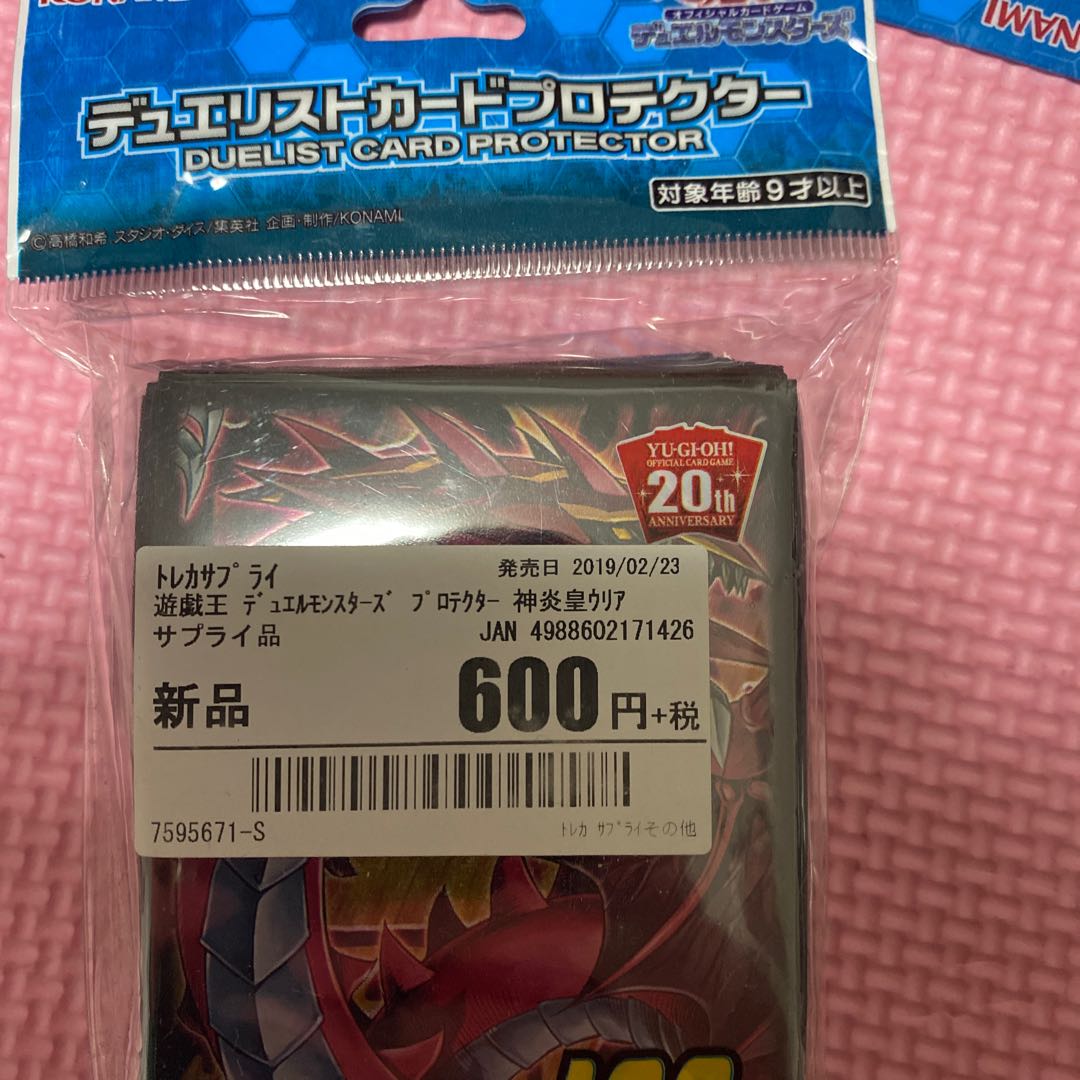 KONAMI
オフィシャルカードゲーム
デュエルモンスターズ
KONAMI
デュエリストカードプロテクター
DUELIST CARD PROTECTOR
対象年齢9才以上
©高橋和希 スタジオ・ダイス/集英社 企画・制作/KONAMI
YU-GI-OH!
OFFICIAL CARD GAME
20th
ANNIVERSARY
ﾄﾚｶｻﾌﾟﾗｲ
発売日 2019/02/23
遊戯王 ﾃﾞｭｴﾙﾓﾝｽﾀｰｽﾞ ﾌﾟﾛﾃｸﾀｰ 神炎皇ｳﾘｱ
サプライ品
JAN 4988602171426
新品
600円+税
7595671-S
ﾄﾚｶ ｻﾌﾟﾗｲその他